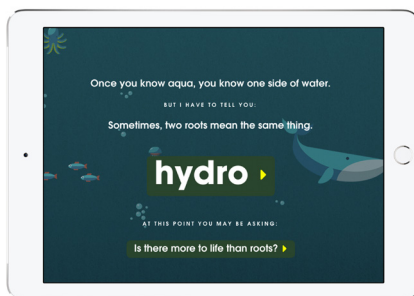 Once you know aqua, you know one side of water.
BUT I HAVE TO TELL YOU:
Sometimes, two roots mean the same thing.
hydro
AT THIS POINT YOU MAY BE ASKING:
Is there more to life than roots?